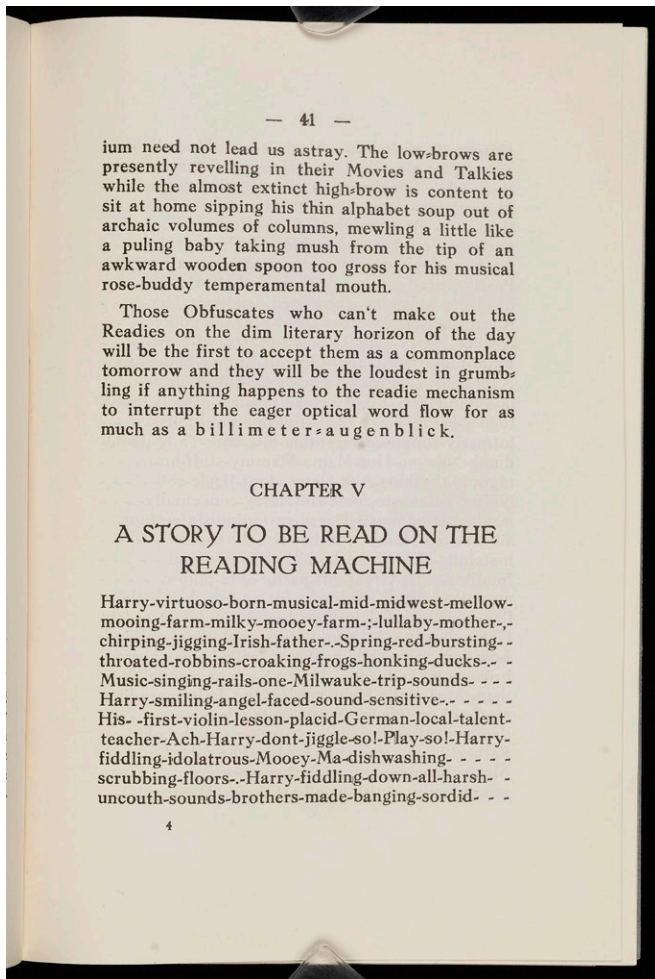 — 41 —
ium need not lead us astray. The low-brows are
presently revelling in their Movies and Talkies
while the almost extinct high-brow is content to
sit at home sipping his thin alphabet soup out of
archaic volumes of columns, mewling a little like
a puling baby taking mush from the tip of an
awkward wooden spoon too gross for his musical
rose-buddy temperamental mouth.
Those Obfuscates who can‘t make out the
Readies on the dim literary horizon of the day
will be the first to accept them as a commonplace
tomorrow and they will be the loudest in grumb-
ling if anything happens to the readie mechanism
to interrupt the eager optical word flow for as
much as a billimeter-augenblick.
CHAPTER V
A STORY TO BE READ ON THE
READING MACHINE
Harry-virtuoso-born-musical-mid-midwest-mellow-
mooing-farm-milky-mooey-farm-;-lullaby-mother-,-
chirping-jigging-Irish-father-.-Spring-red-bursting- -
throated-robbins-croaking-frogs-honking-ducks-.- -
Music-singing-rails-one-Milwauke-trip-sounds- - - -
Harry-smiling-angel-faced-sound-sensitive-.- - - - -
His- -first-violin-lesson-placid-German-local-talent-
teacher-Ach-Harry-dont-jiggle-so!-Play-so!-Harry-
fiddling-idolatrous-Mooey-Ma-dishwashing- - - - -
scrubbing-floors-.-Harry-fiddling-down-all-harsh- -
uncouth-sounds-brothers-made-banging-sordid- - -
4